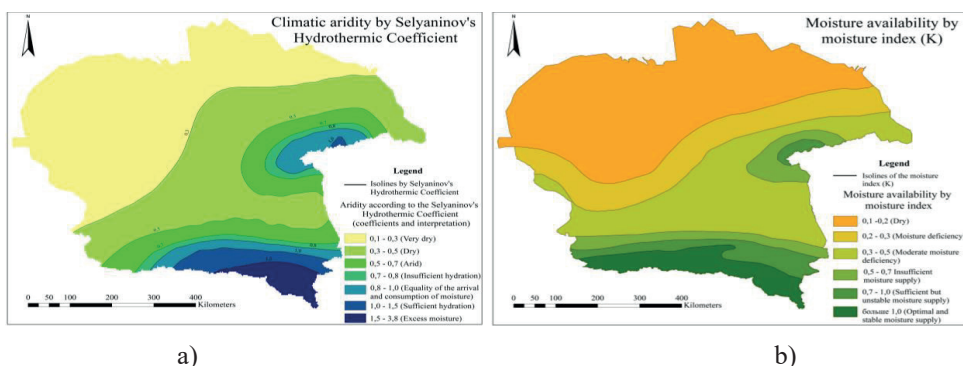 N
Climatic aridity by Selyaninov's
Hydrothermic Coefficient
Legend
Isolines by Selyaninov's
Hydrothermic Coefficient
Aridity according to the Selyaninov's
Hydrothermic Coefficient
(coefficients and interpretation)
0,1 - 0,3 (Very dry)
0,3 - 0,5 (Dry)
0,5 - 0,7 (Arid)
0,7 - 0,8 (Insufficient hydration)
0,8 - 1,0 (Equality of the arrival
and consumption of moisture)
1,0 - 1,5 (Sufficient hydration)
1,5 - 3,8 (Excess moisture)
0 50 100 200 300 400
Kilometers
a)
N
Moisture availability by
moisture index (K)
Legend
Isolines of the moisture
index (K)
Moisture availability by
moisture index
0,1 -0,2 (Dry)
0,2 - 0,3 (Moisture deficiency)
0,3 - 0,5 (Moderate moisture
deficiency)
0,5 - 0,7 Insufficient
moisture supply)
0,7 - 1,0 (Sufficient but
unstable moisture supply)
больше 1,0 (Optimal and
stable moisture supply)
0 50 100 200 300 400
Kilometers
b)